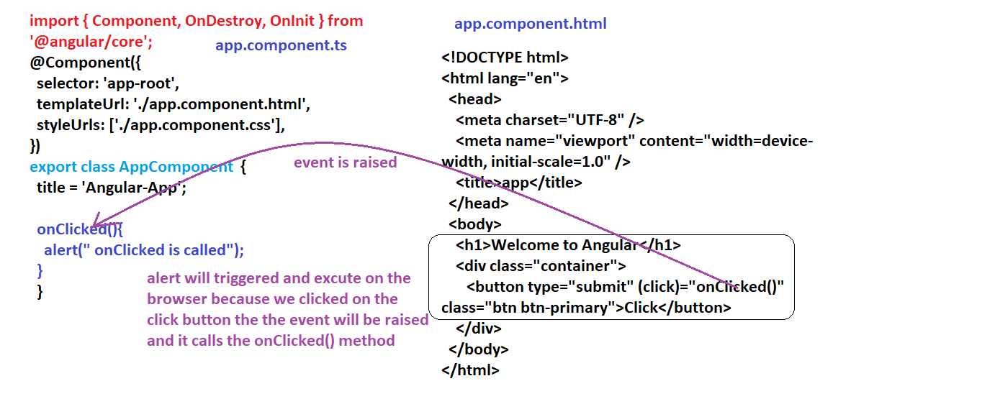 import { Component, OnDestroy, OnInit } from
'@angular/core';
app.component.ts
@Component({
selector: 'app-root',
templateUrl: './app.component.html',
styleUrls: ['./app.component.css'],
})
export class AppComponent {
title = 'Angular-App';
onClicked(){
alert(" onClicked is called");
}
}
event is raised
alert will triggered and excute on the
browser because we clicked on the
click button the the event will be raised
and it calls the onClicked() method
app.component.html
<!DOCTYPE html>
<html lang="en">
<head>
<meta charset="UTF-8" />
<meta name="viewport" content="width=device-
width, initial-scale=1.0" />
<title>app</title>
</head>
<body>
<h1>Welcome to Angular</h1>
<div class="container">
<button type="submit" (click)="onClicked()"
class="btn btn-primary">Click</button>
</div>
</body>
</html>